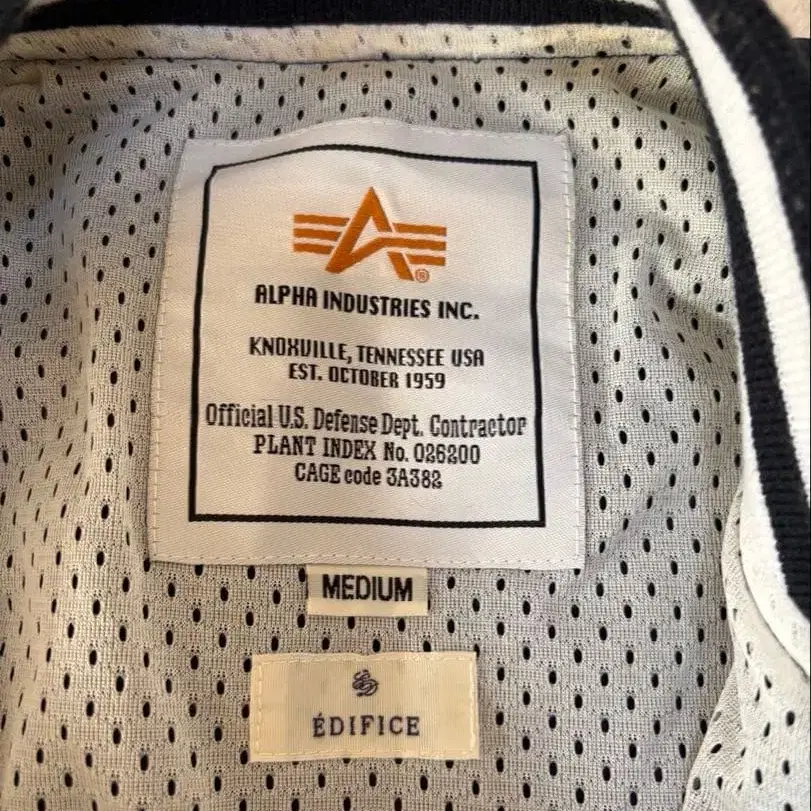 ®
ALPHA INDUSTRIES INC.
KNOXVILLE, TENNESSEE USA
EST. OCTOBER 1959
Official U.S. Defense Dept. Contractor
PLANT INDEX No. 026200
CAGE code 3A382
MEDIUM
ÉDIFICE